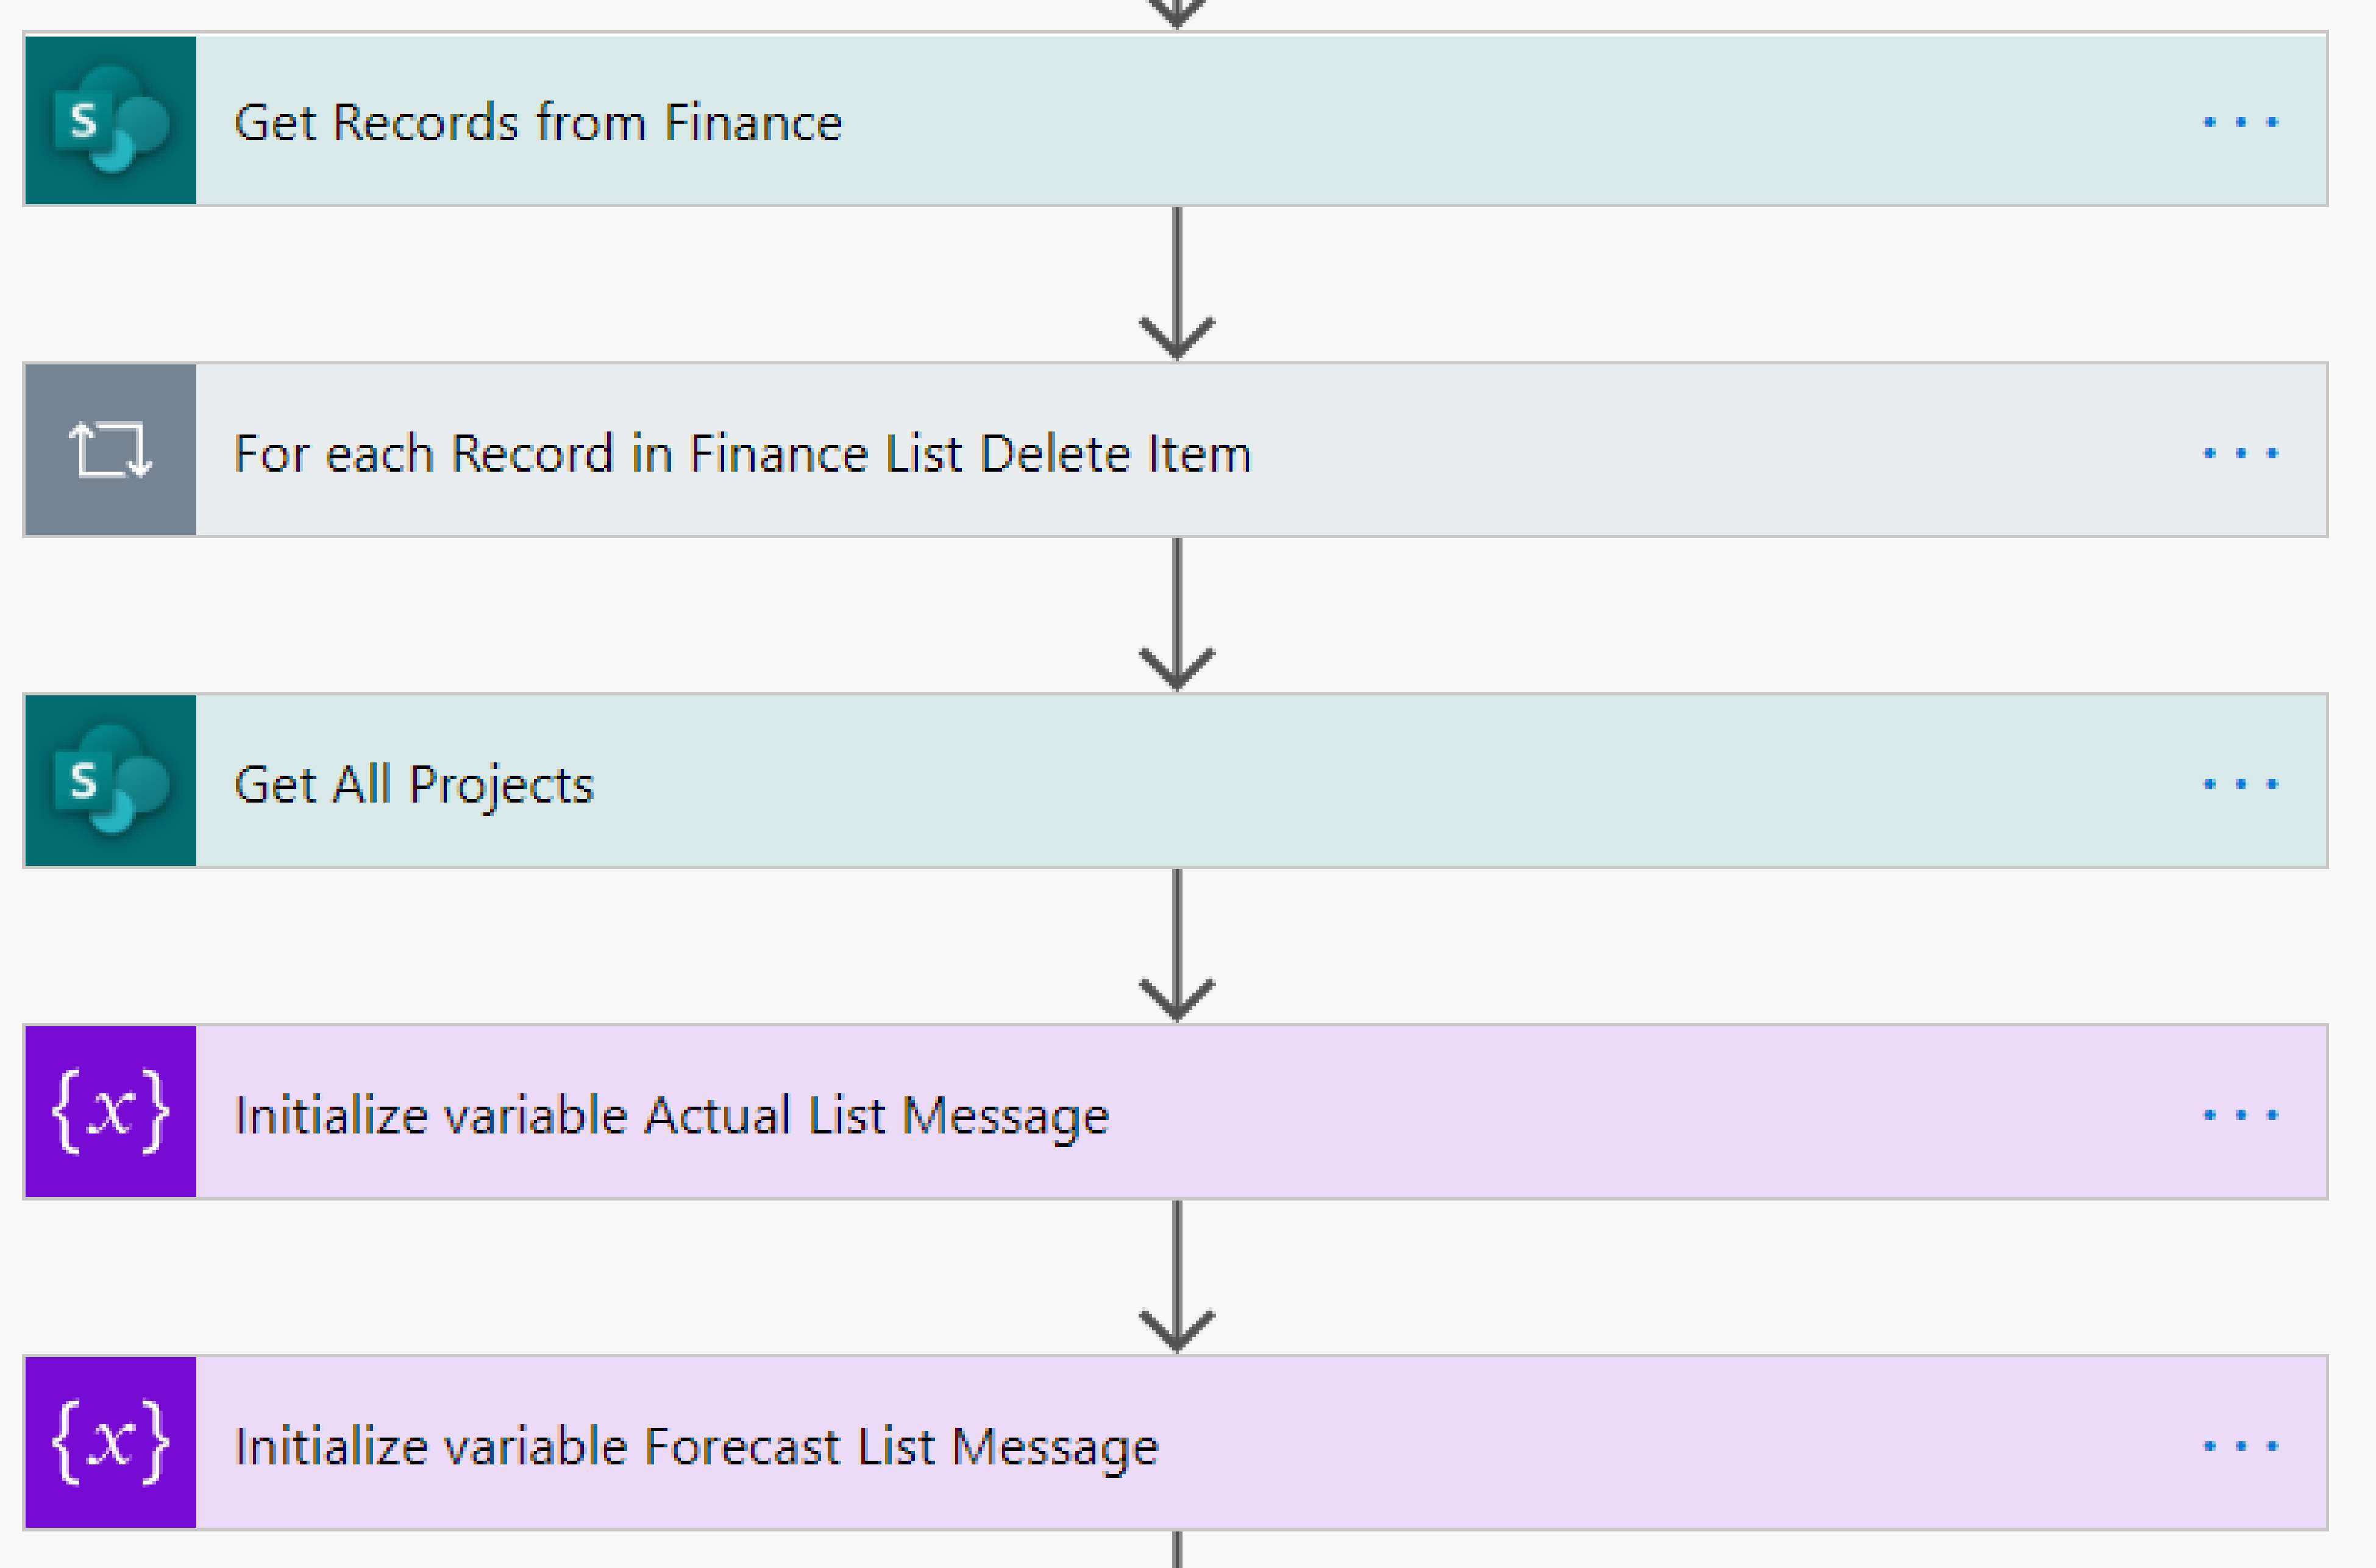 S
Get Records from Finance
...
For each Record in Finance List Delete Item
...
S
Get All Projects
...
{x}
Initialize variable Actual List Message
...
{x}
Initialize variable Forecast List Message
...